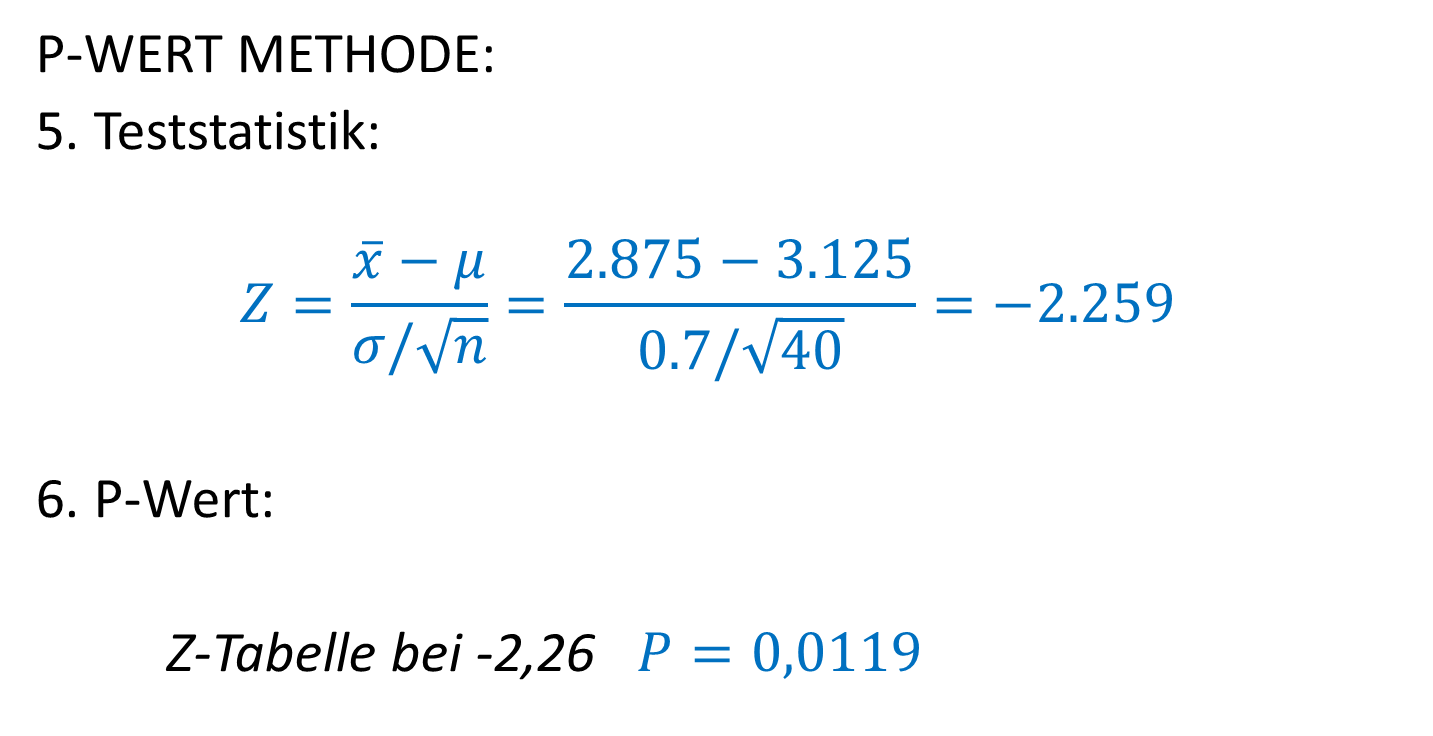 P-WERT METHODE:
5. Teststatistik:
Z = (x̄ − μ)/(σ/√n) = (2.875 − 3.125)/(0.7/√40) = −2.259
6. P-Wert:
Z-Tabelle bei -2,26 P = 0,0119